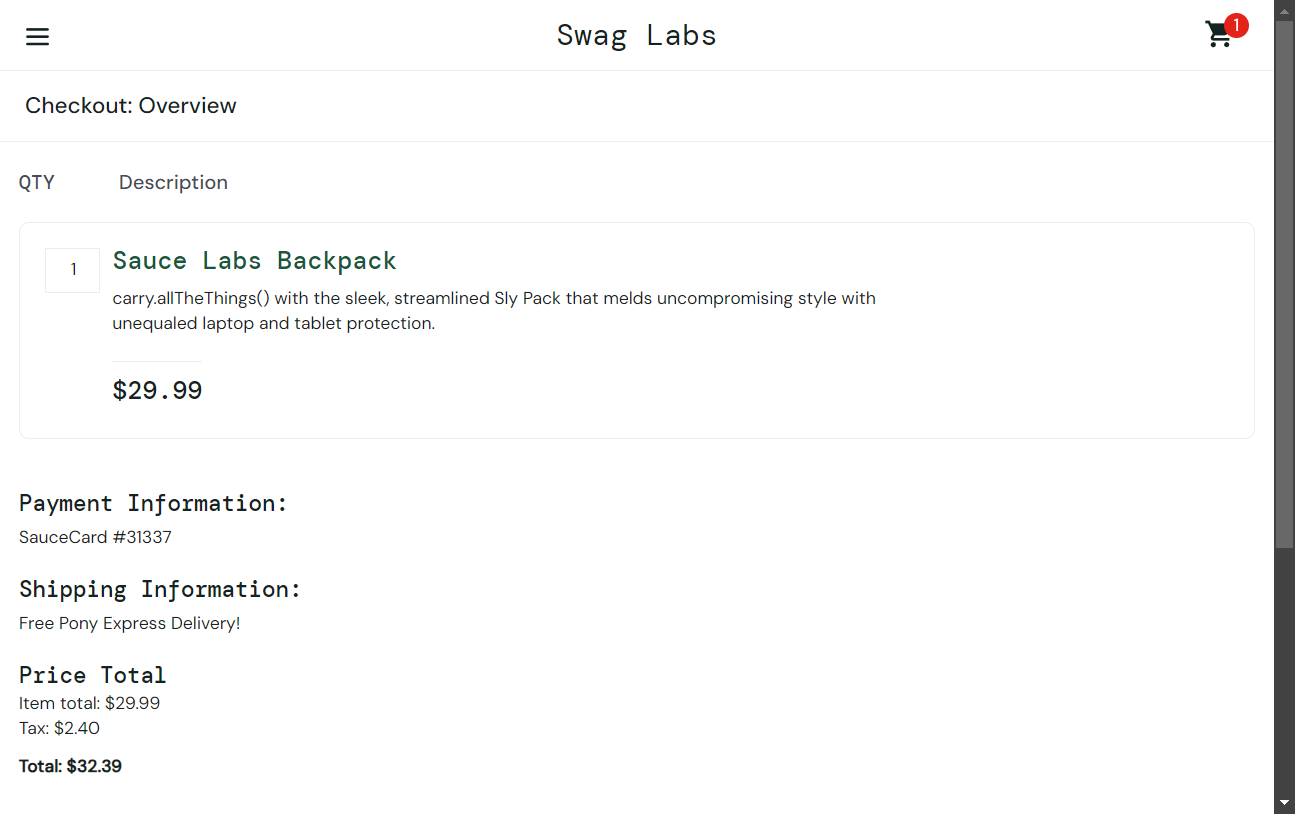 Swag Labs
1
Checkout: Overview
QTY Description
1
Sauce Labs Backpack
carry.allTheThings() with the sleek, streamlined Sly Pack that melds uncompromising style with
unequaled laptop and tablet protection.
$29.99
Payment Information:
SauceCard #31337
Shipping Information:
Free Pony Express Delivery!
Price Total
Item total: $29.99
Tax: $2.40
Total: $32.39